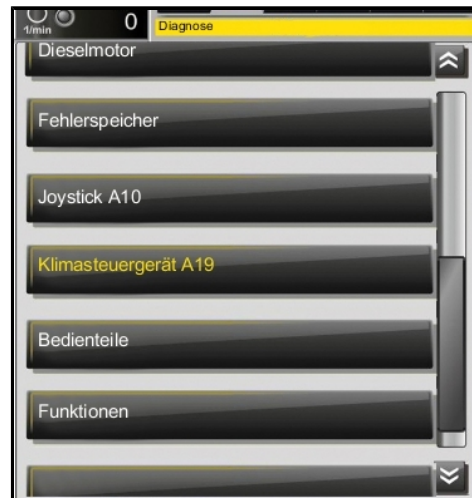 1/min
0
Diagnose
Dieselmotor
Fehlerspeicher
Joystick A10
Klimasteuergerät A19
Bedienteile
Funktionen